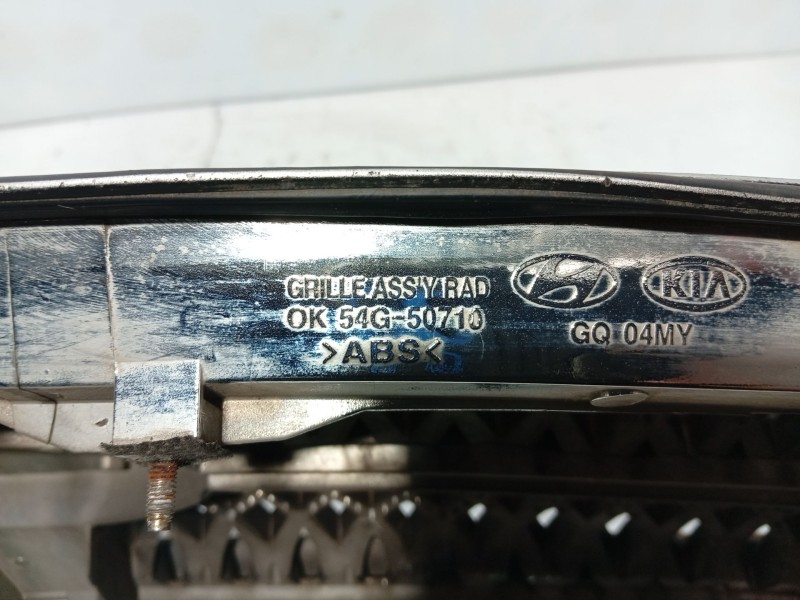 GRILLE ASS'Y RAD
OK 54G-50710
>ABS<
KIA
GQ 04MY